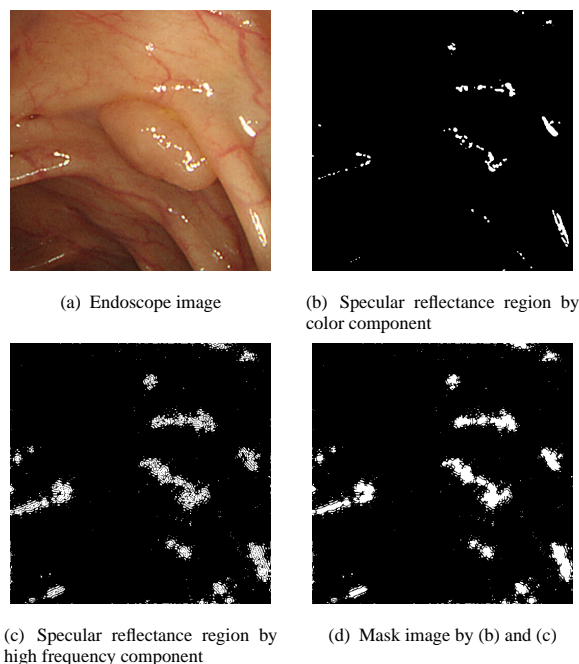 (a) Endoscope image
(b) Specular reflectance region by
color component
(c) Specular reflectance region by
high frequency component
(d) Mask image by (b) and (c)